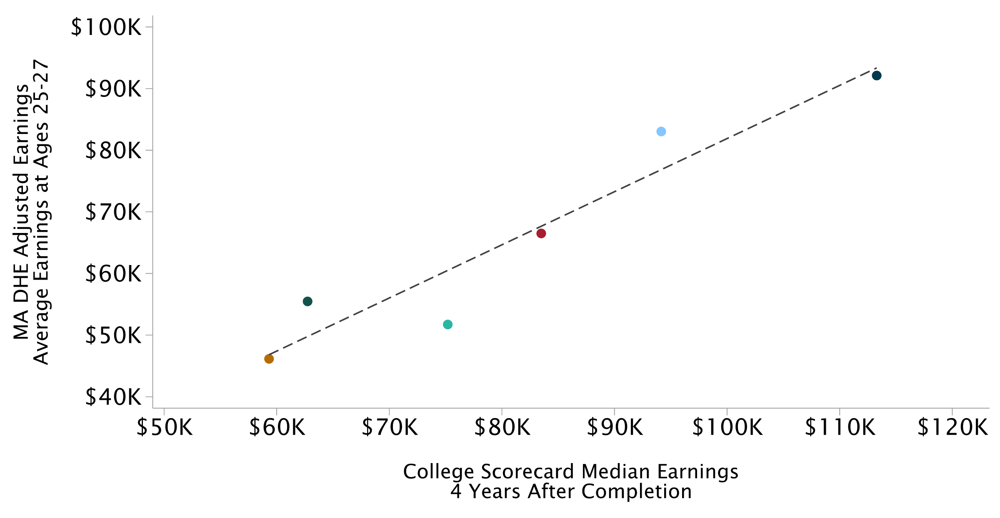 MA DHE Adjusted Earnings
Average Earnings at Ages 25-27
$100K
$90K
$80K
$70K
$60K
$50K
$40K
$50K
$60K
$70K
$80K
$90K
$100K
$110K
$120K
College Scorecard Median Earnings
4 Years After Completion